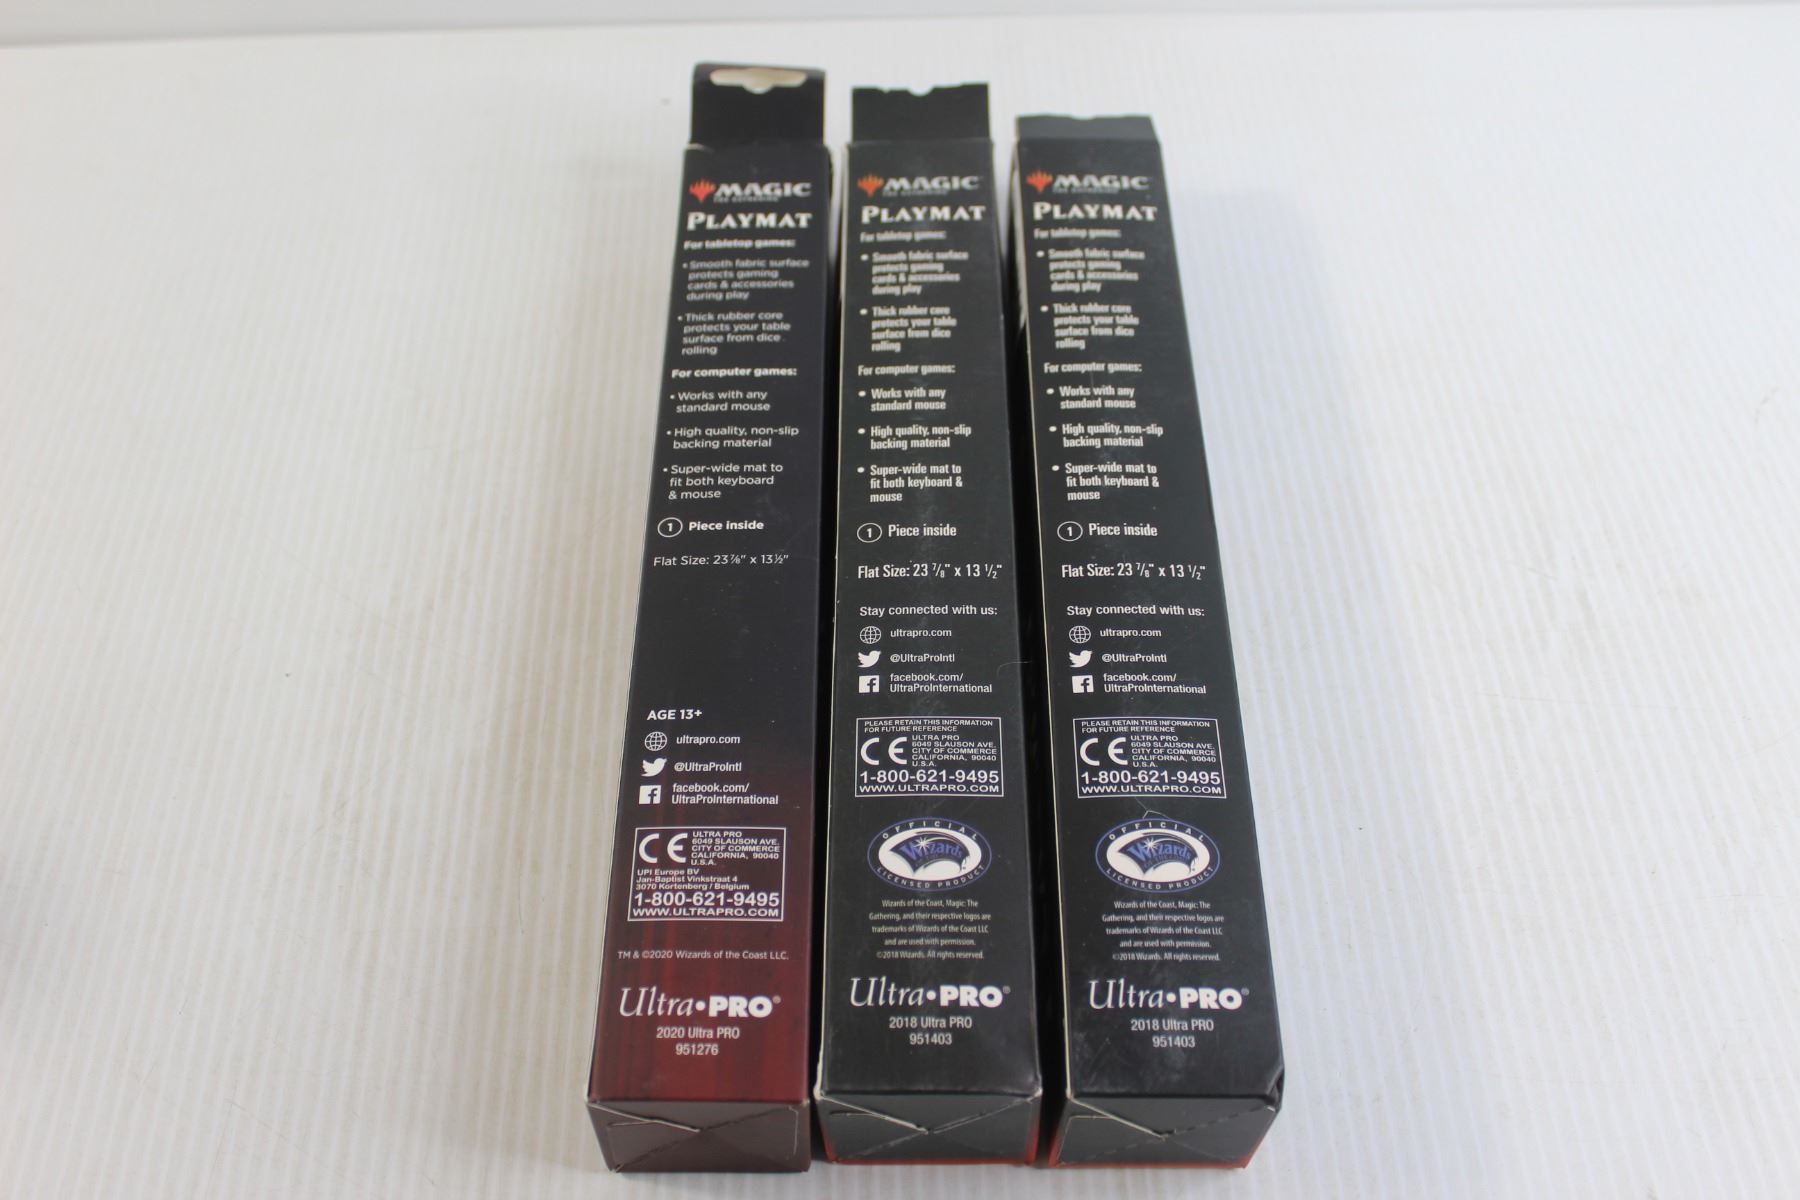 MAGIC
THE GATHERING
PLAYMAT
For tabletop games:
• Smooth fabric surface
protects gaming
cards & accessories
during play
• Thick rubber core
protects your table
surface from dice
rolling
For computer games:
• Works with any
standard mouse
• High quality, non-slip
backing material
• Super-wide mat to
fit both keyboard
& mouse
1 Piece inside
Flat Size: 23⅞" x 13½"
AGE 13+
ultrapro.com
@UltraProIntl
facebook.com/
UltraProInternational
CE
ULTRA PRO
6049 SLAUSON AVE.
CITY OF COMMERCE
CALIFORNIA, 90040
U.S.A.
UPI Europe BV
Jan-Baptist Vinkstraat 4
3070 Kortenberg / Belgium
1-800-621-9495
WWW.ULTRAPRO.COM
TM & ©2020 Wizards of the Coast LLC.
Ultra•PRO®
2020 Ultra PRO
951276
MAGIC
THE GATHERING
PLAYMAT
For tabletop games:
• Smooth fabric surface
protects gaming
cards & accessories
during play
• Thick rubber core
protects your table
surface from dice
rolling
For computer games:
• Works with any
standard mouse
• High quality, non-slip
backing material
• Super-wide mat to
fit both keyboard &
mouse
1 Piece inside
Flat Size: 23 7/8" x 13 1/2"
Stay connected with us:
ultrapro.com
@UltraProIntl
facebook.com/
UltraProInternational
PLEASE RETAIN THIS INFORMATION
FOR FUTURE REFERENCE
CE
ULTRA PRO
6049 SLAUSON AVE.
CITY OF COMMERCE
CALIFORNIA, 90040
U.S.A.
1-800-621-9495
WWW.ULTRAPRO.COM
OFFICIAL
Wizards
OF THE COAST
LICENSED PRODUCT
Wizards of the Coast, Magic: The
Gathering, and their respective logos are
trademarks of Wizards of the Coast LLC
and are used with permission.
©2018 Wizards. All rights reserved.
Ultra•PRO®
2018 Ultra PRO
951403
MAGIC
THE GATHERING
PLAYMAT
For tabletop games:
• Smooth fabric surface
protects gaming
cards & accessories
during play
• Thick rubber core
protects your table
surface from dice
rolling
For computer games:
• Works with any
standard mouse
• High quality, non-slip
backing material
• Super-wide mat to
fit both keyboard &
mouse
1 Piece inside
Flat Size: 23 7/8" x 13 1/2"
Stay connected with us:
ultrapro.com
@UltraProIntl
facebook.com/
UltraProInternational
PLEASE RETAIN THIS INFORMATION
FOR FUTURE REFERENCE
CE
ULTRA PRO
6049 SLAUSON AVE.
CITY OF COMMERCE
CALIFORNIA, 90040
U.S.A.
1-800-621-9495
WWW.ULTRAPRO.COM
OFFICIAL
Wizards
OF THE COAST
LICENSED PRODUCT
Wizards of the Coast, Magic: The
Gathering, and their respective logos are
trademarks of Wizards of the Coast LLC
and are used with permission.
©2018 Wizards. All rights reserved.
Ultra•PRO®
2018 Ultra PRO
951403